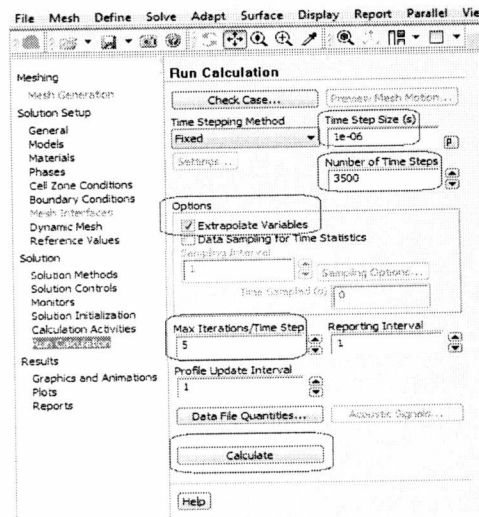 File Mesh Define Solve Adapt Surface Display Report Parallel Vie
Meshing
Mesh Generation
Solution Setup
General
Models
Materials
Phases
Cell Zone Conditions
Boundary Conditions
Mesh Interfaces
Dynamic Mesh
Reference Values
Solution
Solution Methods
Solution Controls
Monitors
Solution Initialization
Calculation Activities
Run Calculation
Results
Graphics and Animations
Plots
Reports
Run Calculation
Check Case... Preview Mesh Motion...
Time Stepping Method Time Step Size (s)
Fixed 1e-06 P
Settings... Number of Time Steps
3500
Options
Extrapolate Variables
Data Sampling for Time Statistics
Sampling Interval
1 Sampling Options...
Time Sampled (s) 0
Max Iterations/Time Step Reporting Interval
5 1
Profile Update Interval
1
Data File Quantities... Acoustic Signals...
Calculate
Help